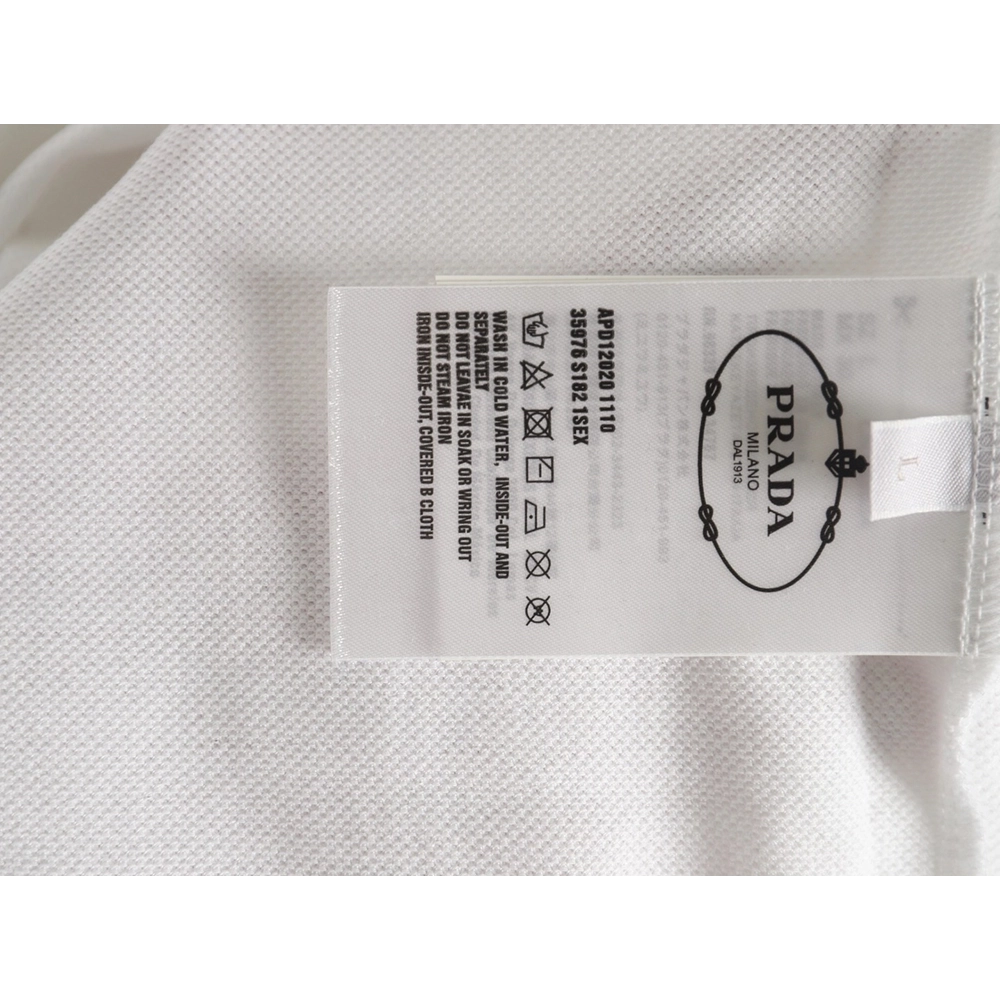 L
PRADA
MILANO
DAL 1913
APD12020 1110
35976 S182 1SEX
WASH IN COLD WATER, INSIDE-OUT AND
SEPARATELY
DO NOT LEAVAE IN SOAK OR WRING OUT
DO NOT STEAM IRON
IRON INISDE-OUT, COVERED B CLOTH